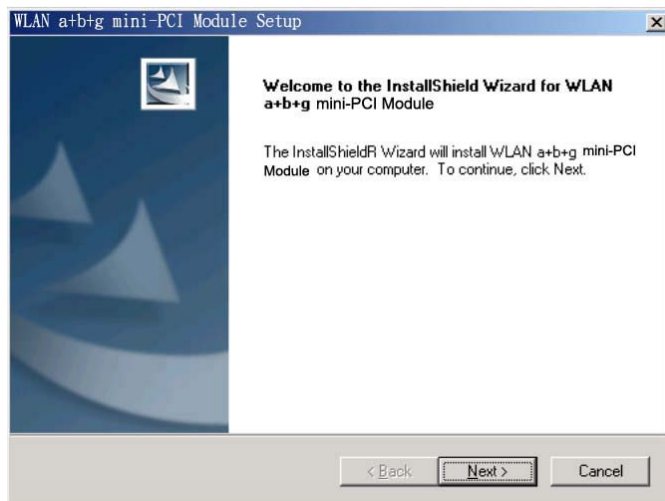 WLAN a+b+g mini-PCI Module Setup
Welcome to the InstallShield Wizard for WLAN
a+b+g mini-PCI Module
The InstallShieldR Wizard will install WLAN a+b+g mini-PCI
Module on your computer. To continue, click Next.
< Back
Next >
Cancel